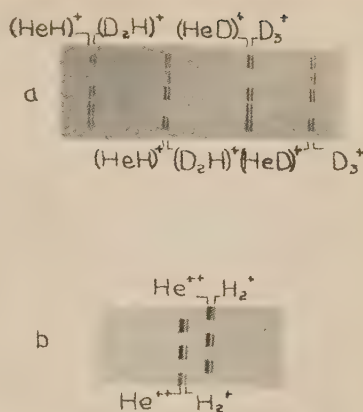 (HeH)⁺ (D₂H)⁺ (HeD)⁺ D₃⁺
a
(HeH)⁺ (D₂H)⁺ (HeD)⁺ D₃⁺
He⁺⁺ H₂⁺
b
He⁺⁺ H₂⁺